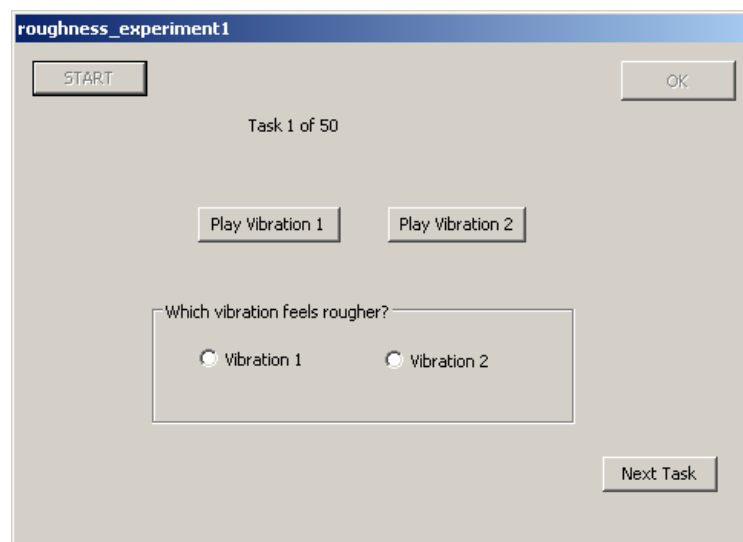 roughness_experiment1
START
OK
Task 1 of 50
Play Vibration 1
Play Vibration 2
Which vibration feels rougher?
Vibration 1
Vibration 2
Next Task